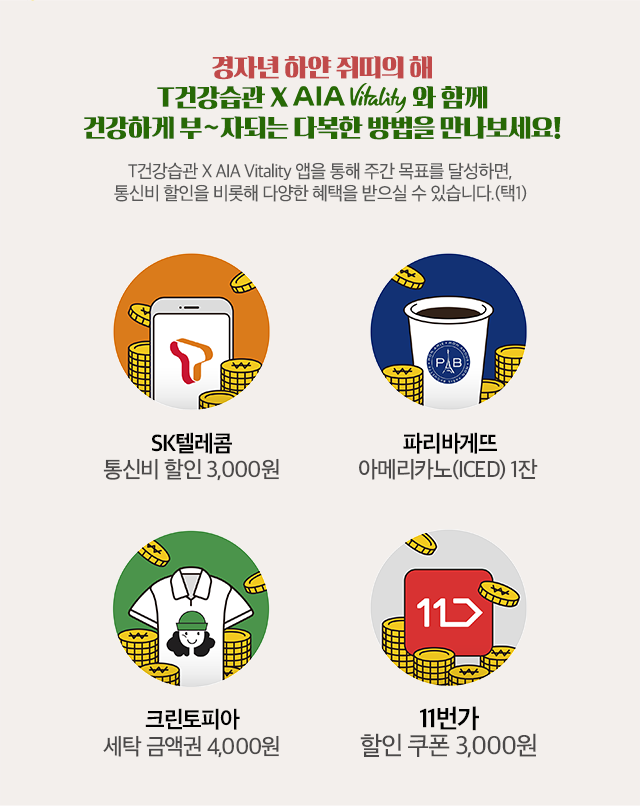 경자년 하얀 쥐띠의 해
T건강습관 X AIA Vitality 와 함께
건강하게 부~자되는 다복한 방법을 만나보세요!
T건강습관 X AIA Vitality 앱을 통해 주간 목표를 달성하면,
통신비 할인을 비롯해 다양한 혜택을 받으실 수 있습니다.(택1)
T
P B
SK텔레콤
통신비 할인 3,000원
파리바게뜨
아메리카노(ICED) 1잔
11
크린토피아
세탁 금액권 4,000원
11번가
할인 쿠폰 3,000원